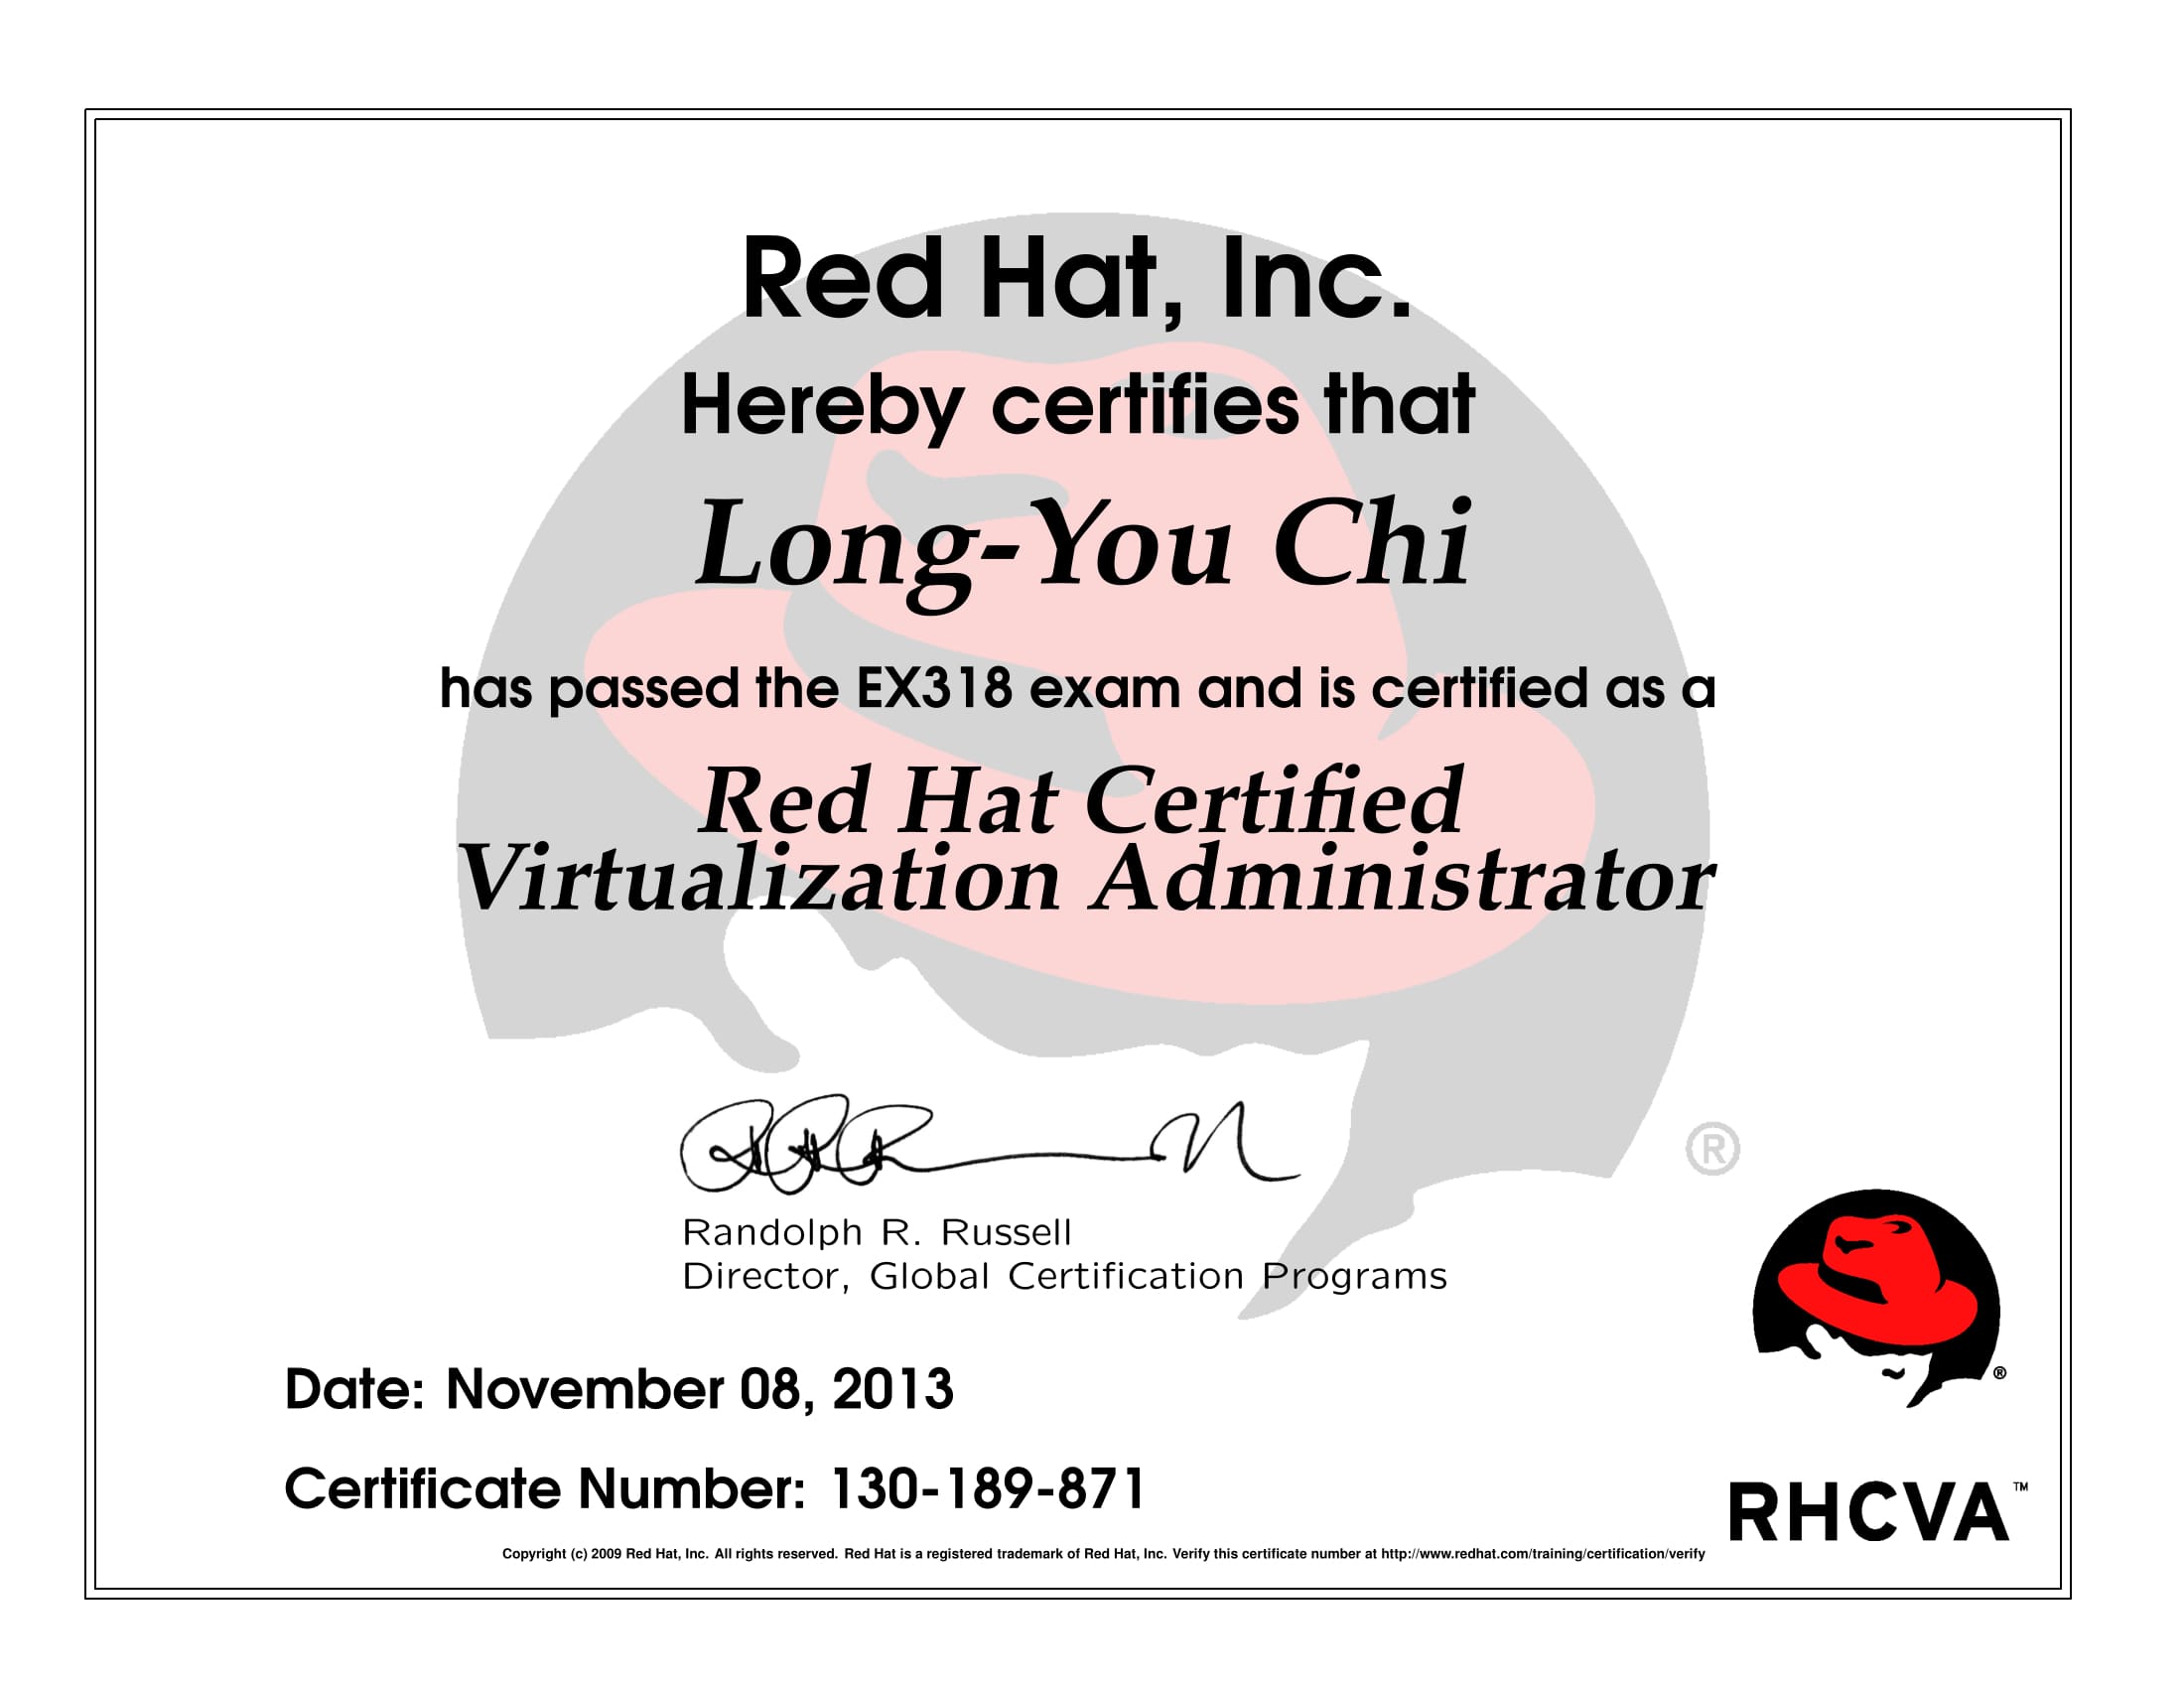 Red Hat, Inc.
Hereby certifies that
Long-You Chi
has passed the EX318 exam and is certified as a
Red Hat Certified
Virtualization Administrator
Randolph R. Russell
Director, Global Certification Programs
®
®
Date: November 08, 2013
Certificate Number: 130-189-871
RHCVA™
Copyright (c) 2009 Red Hat, Inc. All rights reserved. Red Hat is a registered trademark of Red Hat, Inc. Verify this certificate number at http://www.redhat.com/training/certification/verify